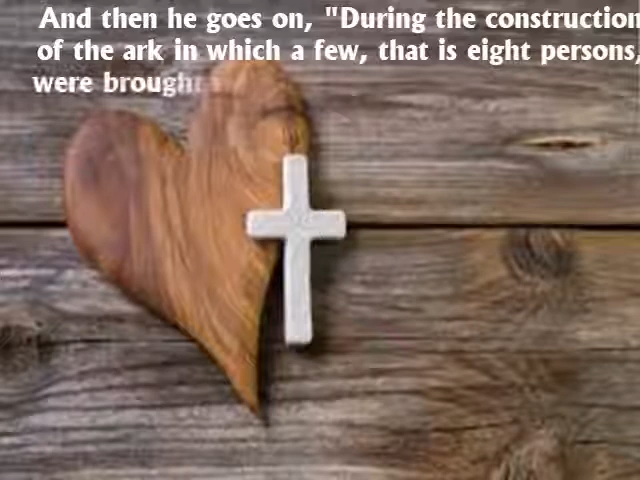 And then he goes on, "During the construction
of the ark in which a few, that is eight persons,
were brough